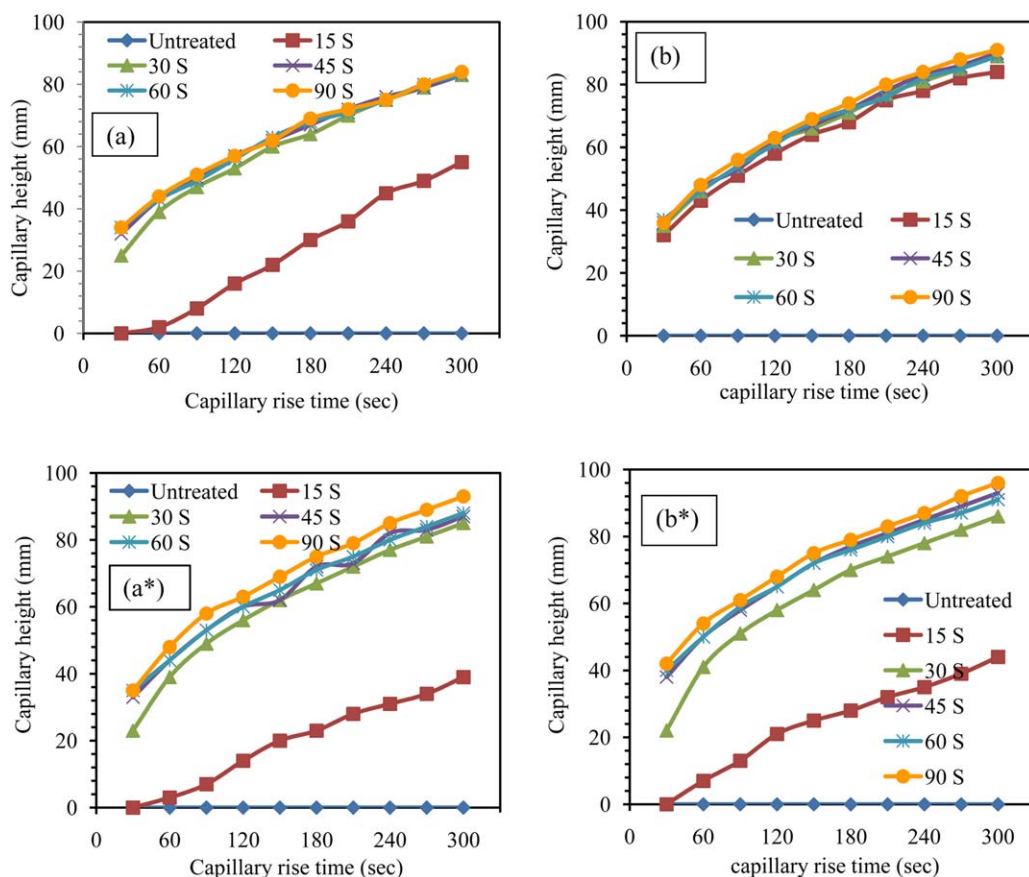 100
80
60
40
20
0
Capillary height (mm)
Untreated 15 S
30 S 45 S
60 S 90 S
(a)
0 60 120 180 240 300
Capillary rise time (sec)
100
80
60
40
20
0
Capillary height (mm)
(b)
Untreated 15 S
30 S 45 S
60 S 90 S
0 60 120 180 240 300
capillary rise time (sec)
100
80
60
40
20
0
Capillary height (mm)
Untreated 15 S
30 S 45 S
60 S 90 S
(a*)
0 60 120 180 240 300
Capillary rise time (sec)
100
80
60
40
20
0
Capillary height (mm)
(b*)
Untreated
15 S
30 S
45 S
60 S
90 S
0 60 120 180 240 300
capillary rise time (sec)